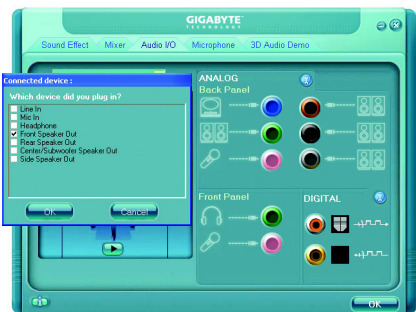 GIGABYTE
TECHNOLOGY
Sound Effect Mixer Audio I/O Microphone 3D Audio Demo
Connected device :
Which device did you plug in?
Line In
Mic In
Headphone
Front Speaker Out
Rear Speaker Out
Center/Subwoofer Speaker Out
Side Speaker Out
OK Cancel
ANALOG
Back Panel
Front Panel
DIGITAL
OK